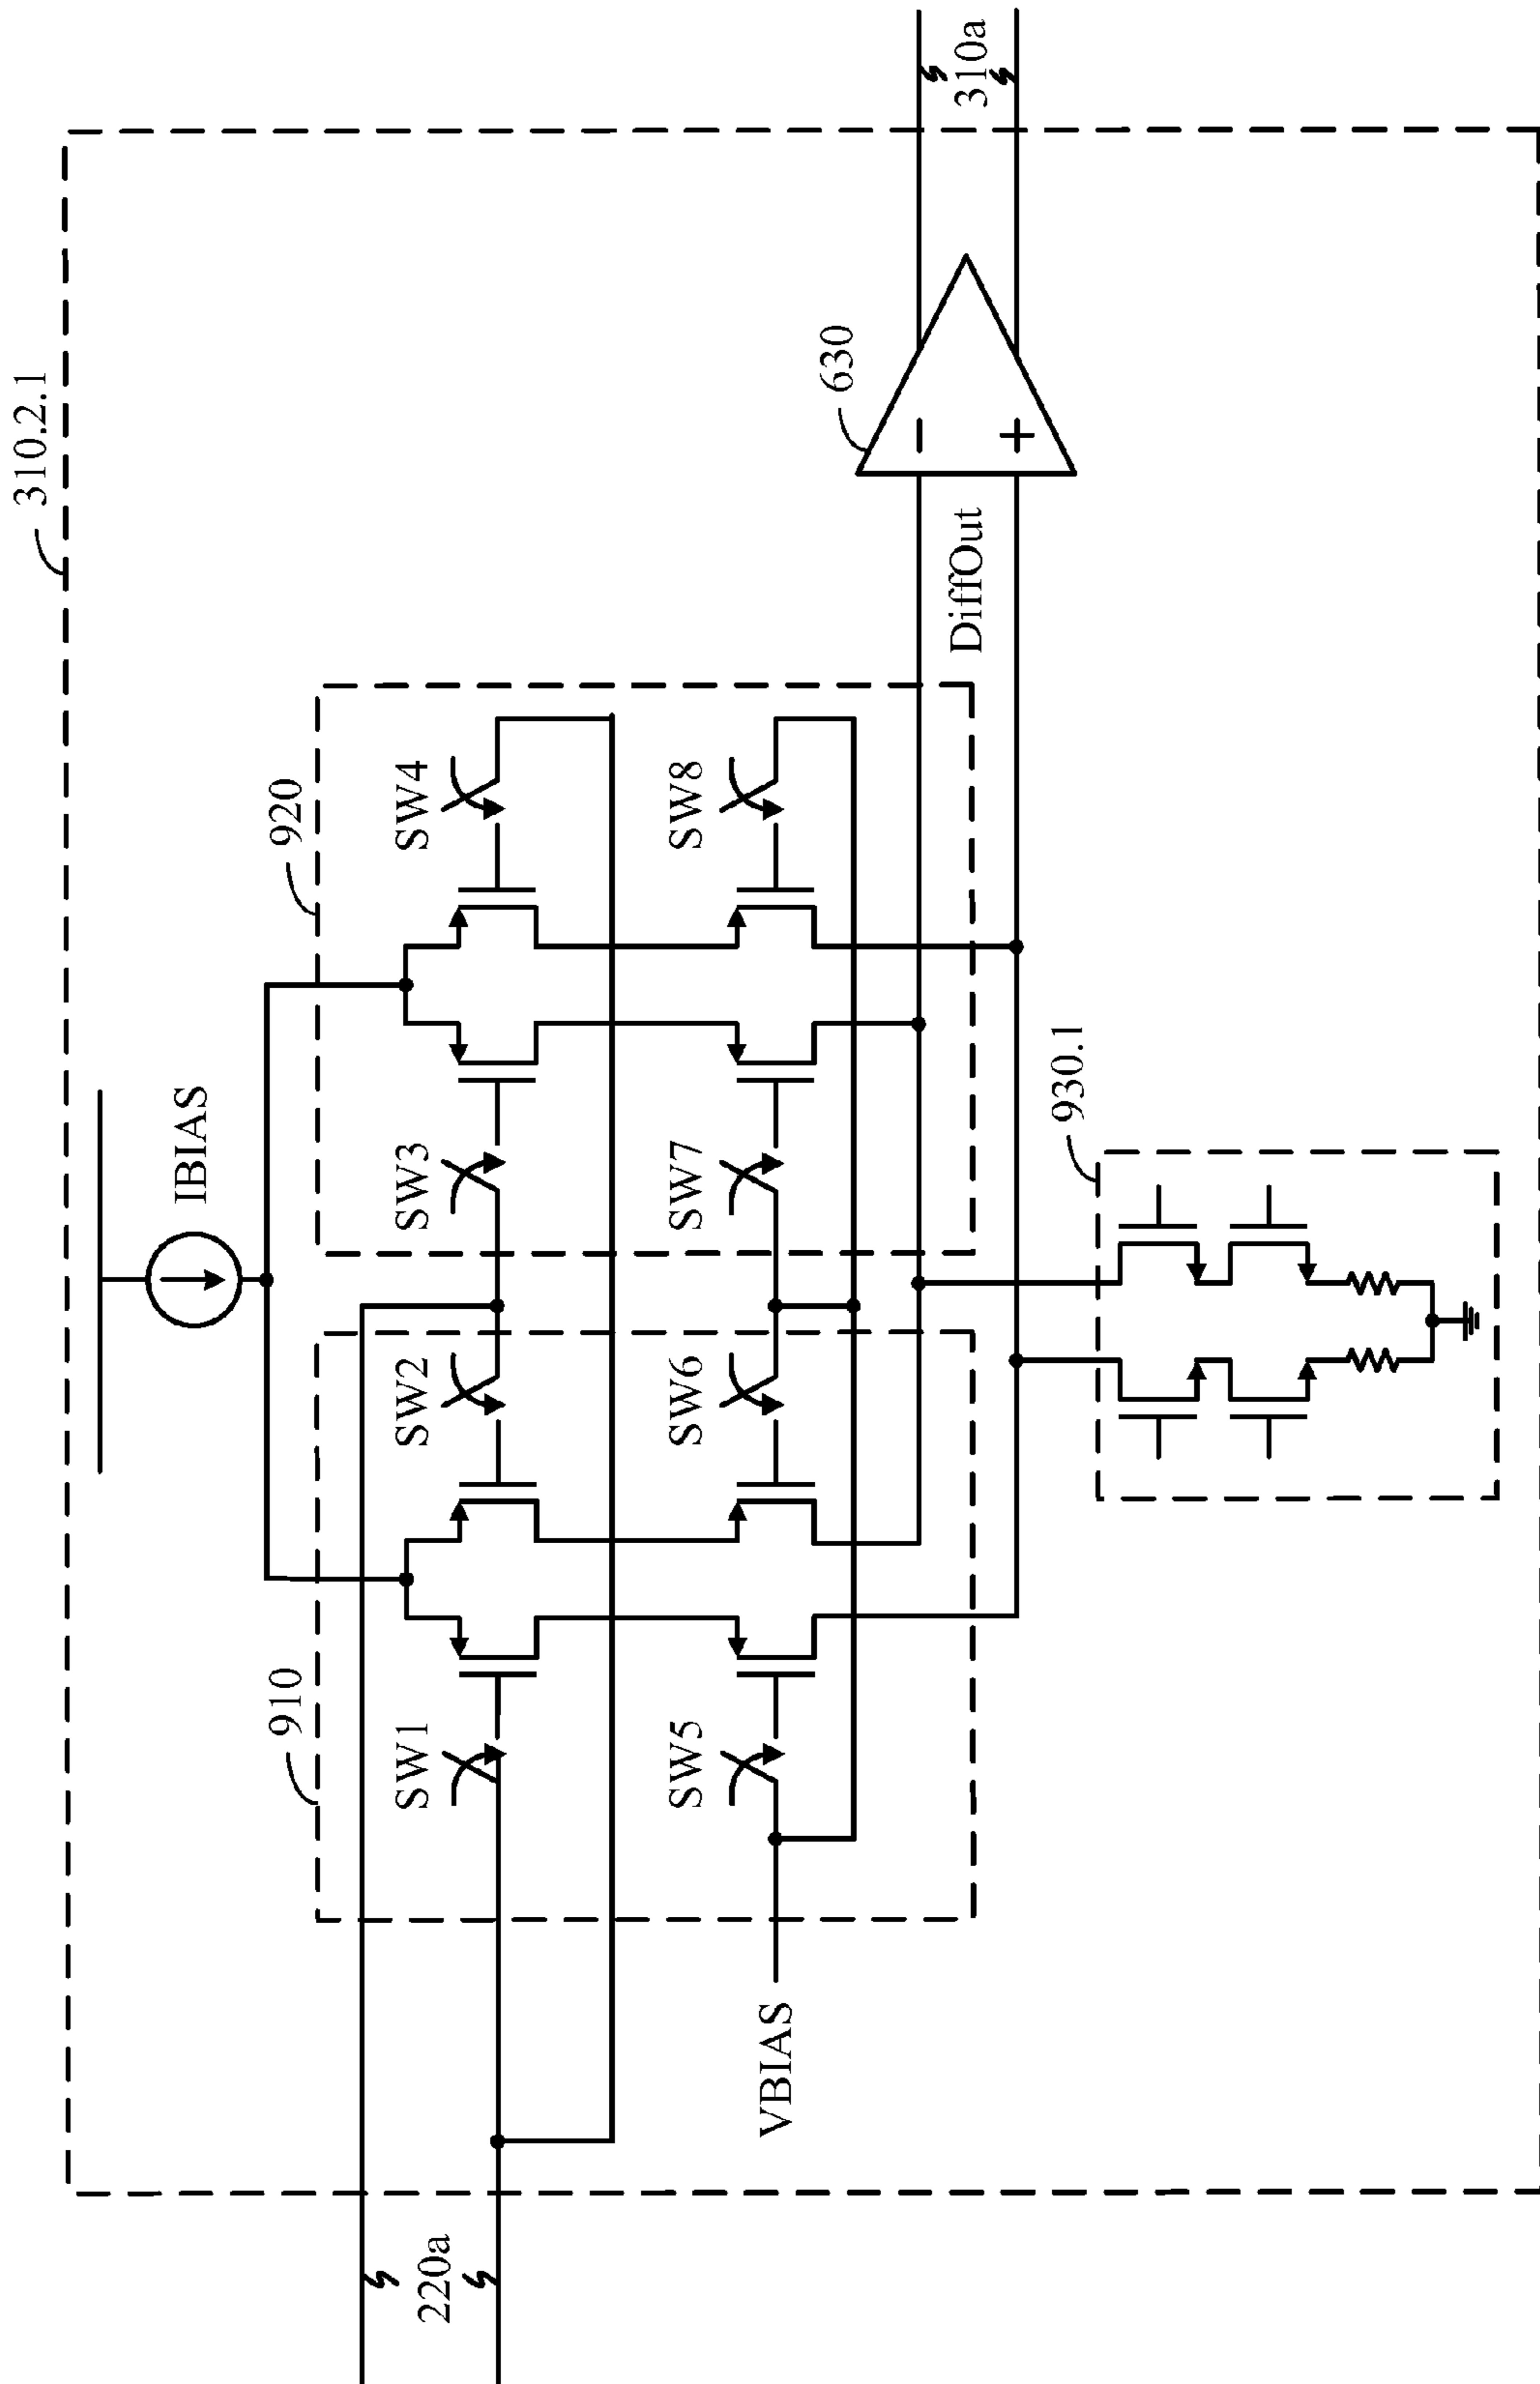 310.2.1
IBIAS
910
920
SW1
SW2
SW3
SW4
220a
SW5
SW6
SW7
SW8
VBIAS
630
−
+
DiffOut
310a
930.1